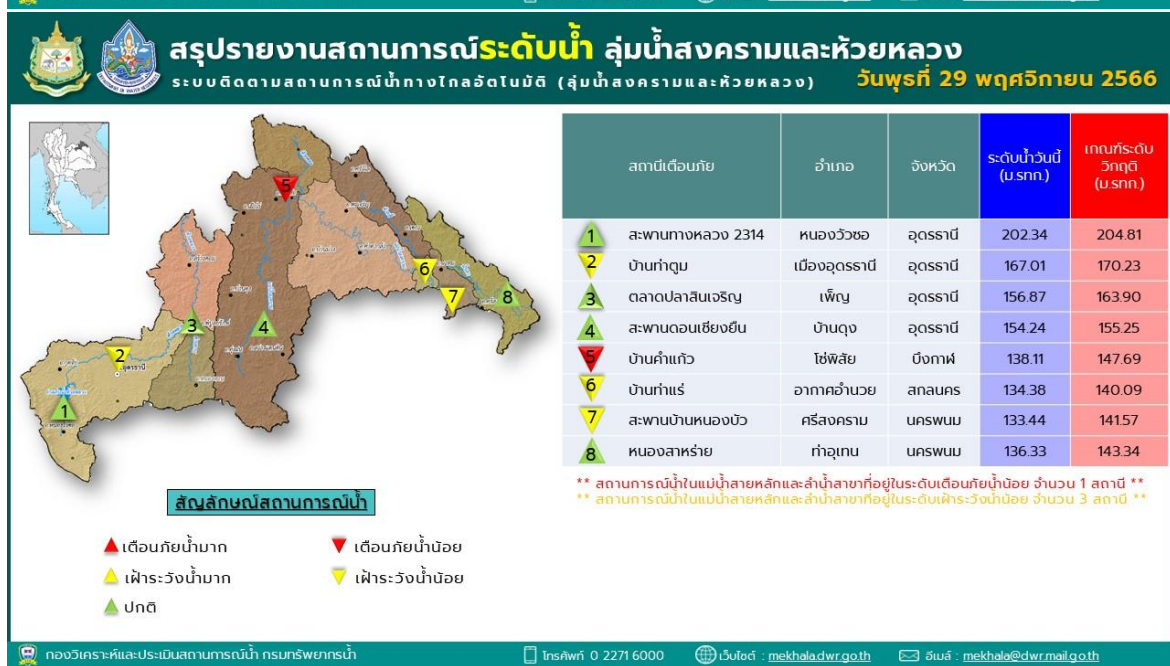 สรุปรายงานสถานการณ์ระดับน้ำ ลุ่มน้ำสงครามและห้วยหลวง
ระบบติดตามสถานการณ์น้ำทางไกลอัตโนมัติ (ลุ่มน้ำสงครามและห้วยหลวง)
วันพุธที่ 29 พฤศจิกายน 2566
สถานีเตือนภัย อำเภอ จังหวัด ระดับน้ำวันนี้ (ม.รทก.) เกณฑ์ระดับวิกฤติ (ม.รทก.)
1 สะพานทางหลวง 2314 หนองวัวซอ อุดรธานี 202.34 204.81
2 บ้านท่าตูม เมืองอุดรธานี อุดรธานี 167.01 170.23
3 ตลาดปลาสินเจริญ เพ็ญ อุดรธานี 156.87 163.90
4 สะพานดอนเชียงยืน บ้านดุง อุดรธานี 154.24 155.25
5 บ้านคำแก้ว โซ่พิสัย บึงกาฬ 138.11 147.69
6 บ้านท่าแร่ อากาศอำนวย สกลนคร 134.38 140.09
7 สะพานบ้านหนองบัว ศรีสงคราม นครพนม 133.44 141.57
8 หนองสาหร่าย ท่าอุเทน นครพนม 136.33 143.34
** สถานการณ์น้ำในแม่น้ำสายหลักและลำน้ำสาขาที่อยู่ในระดับเตือนภัยน้ำน้อย จำนวน 1 สถานี **
** สถานการณ์น้ำในแม่น้ำสายหลักและลำน้ำสาขาที่อยู่ในระดับเฝ้าระวังน้ำน้อย จำนวน 3 สถานี **
5
6
7
8
3
4
2
อุดรธานี
1
สัญลักษณ์สถานการณ์น้ำ
เตือนภัยน้ำมาก เตือนภัยน้ำน้อย
เฝ้าระวังน้ำมาก เฝ้าระวังน้ำน้อย
ปกติ
กองวิเคราะห์และประเมินสถานการณ์น้ำ กรมทรัพยากรน้ำ โทรศัพท์ 0 2271 6000 เว็บไซต์ : mekhala.dwr.go.th อีเมล์ : mekhala@dwr.mail.go.th